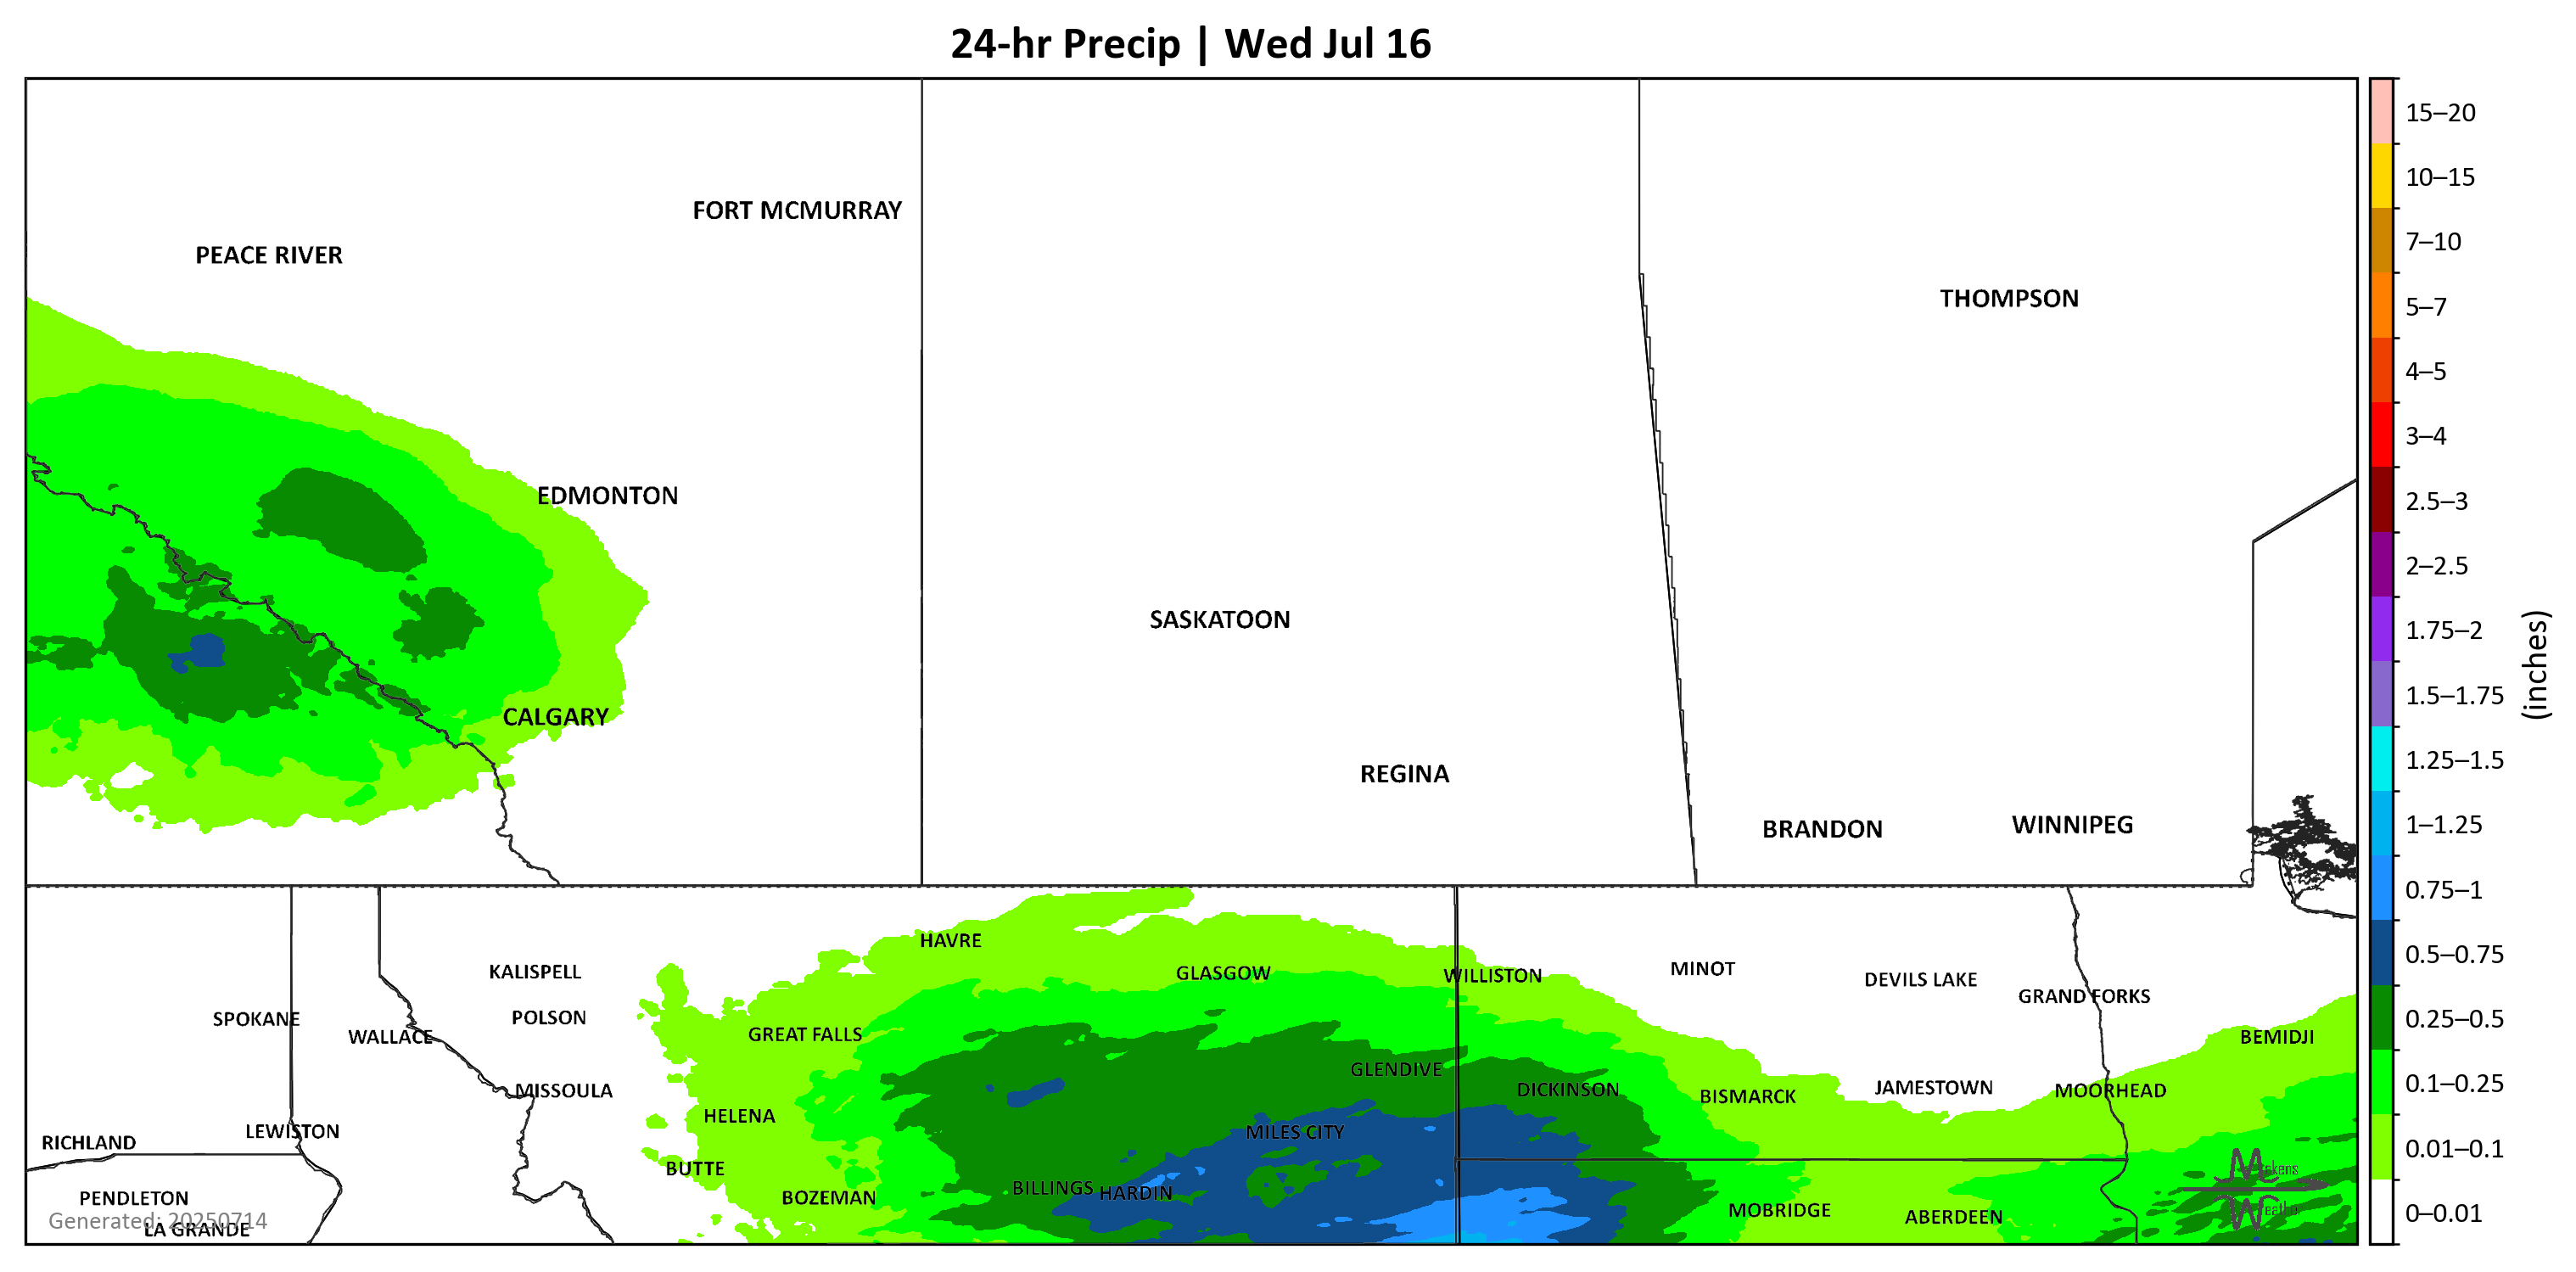 24-hr Precip | Wed Jul 16
FORT MCMURRAY
PEACE RIVER
THOMPSON
EDMONTON
SASKATOON
CALGARY
REGINA
WINNIPEG
BRANDON
HAVRE
MINOT
KALISPELL
GLASGOW
WILLISTON
DEVILS LAKE
GRAND FORKS
POLSON
SPOKANE
GREAT FALLS
WALLACE
BEMIDJI
GLENDIVE
JAMESTOWN
MISSOULA
DICKINSON
MOORHEAD
BISMARCK
HELENA
LEWISTON
MILES CITY
RICHLAND
BUTTE
BILLINGS
HARDIN
PENDLETON
BOZEMAN
MOBRIDGE
ABERDEEN
Generated: 20250714
LA GRANDE
Weather
15–20
10–15
7–10
5–7
4–5
3–4
2.5–3
2–2.5
1.75–2
1.5–1.75
1.25–1.5
1–1.25
0.75–1
0.5–0.75
0.25–0.5
0.1–0.25
0.01–0.1
0–0.01
(inches)